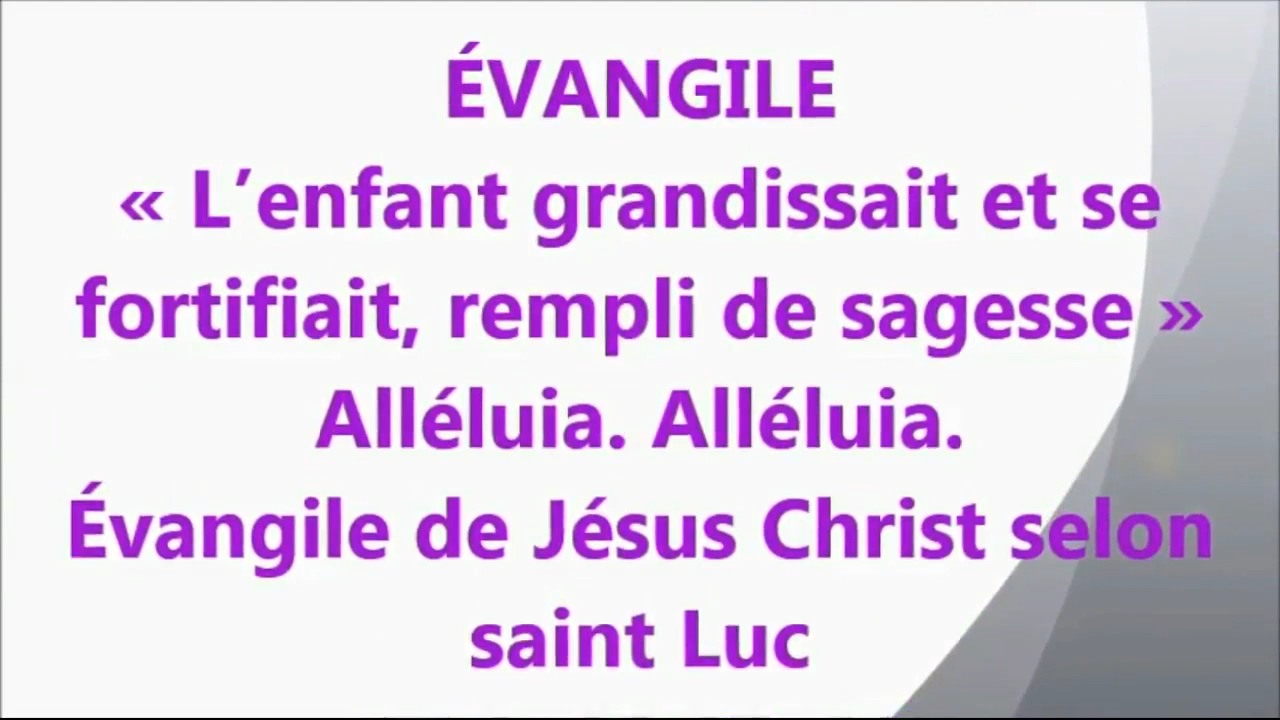 ÉVANGILE
« L’enfant grandissait et se
fortifiait, rempli de sagesse »
Alléluia. Alléluia.
Évangile de Jésus Christ selon
saint Luc